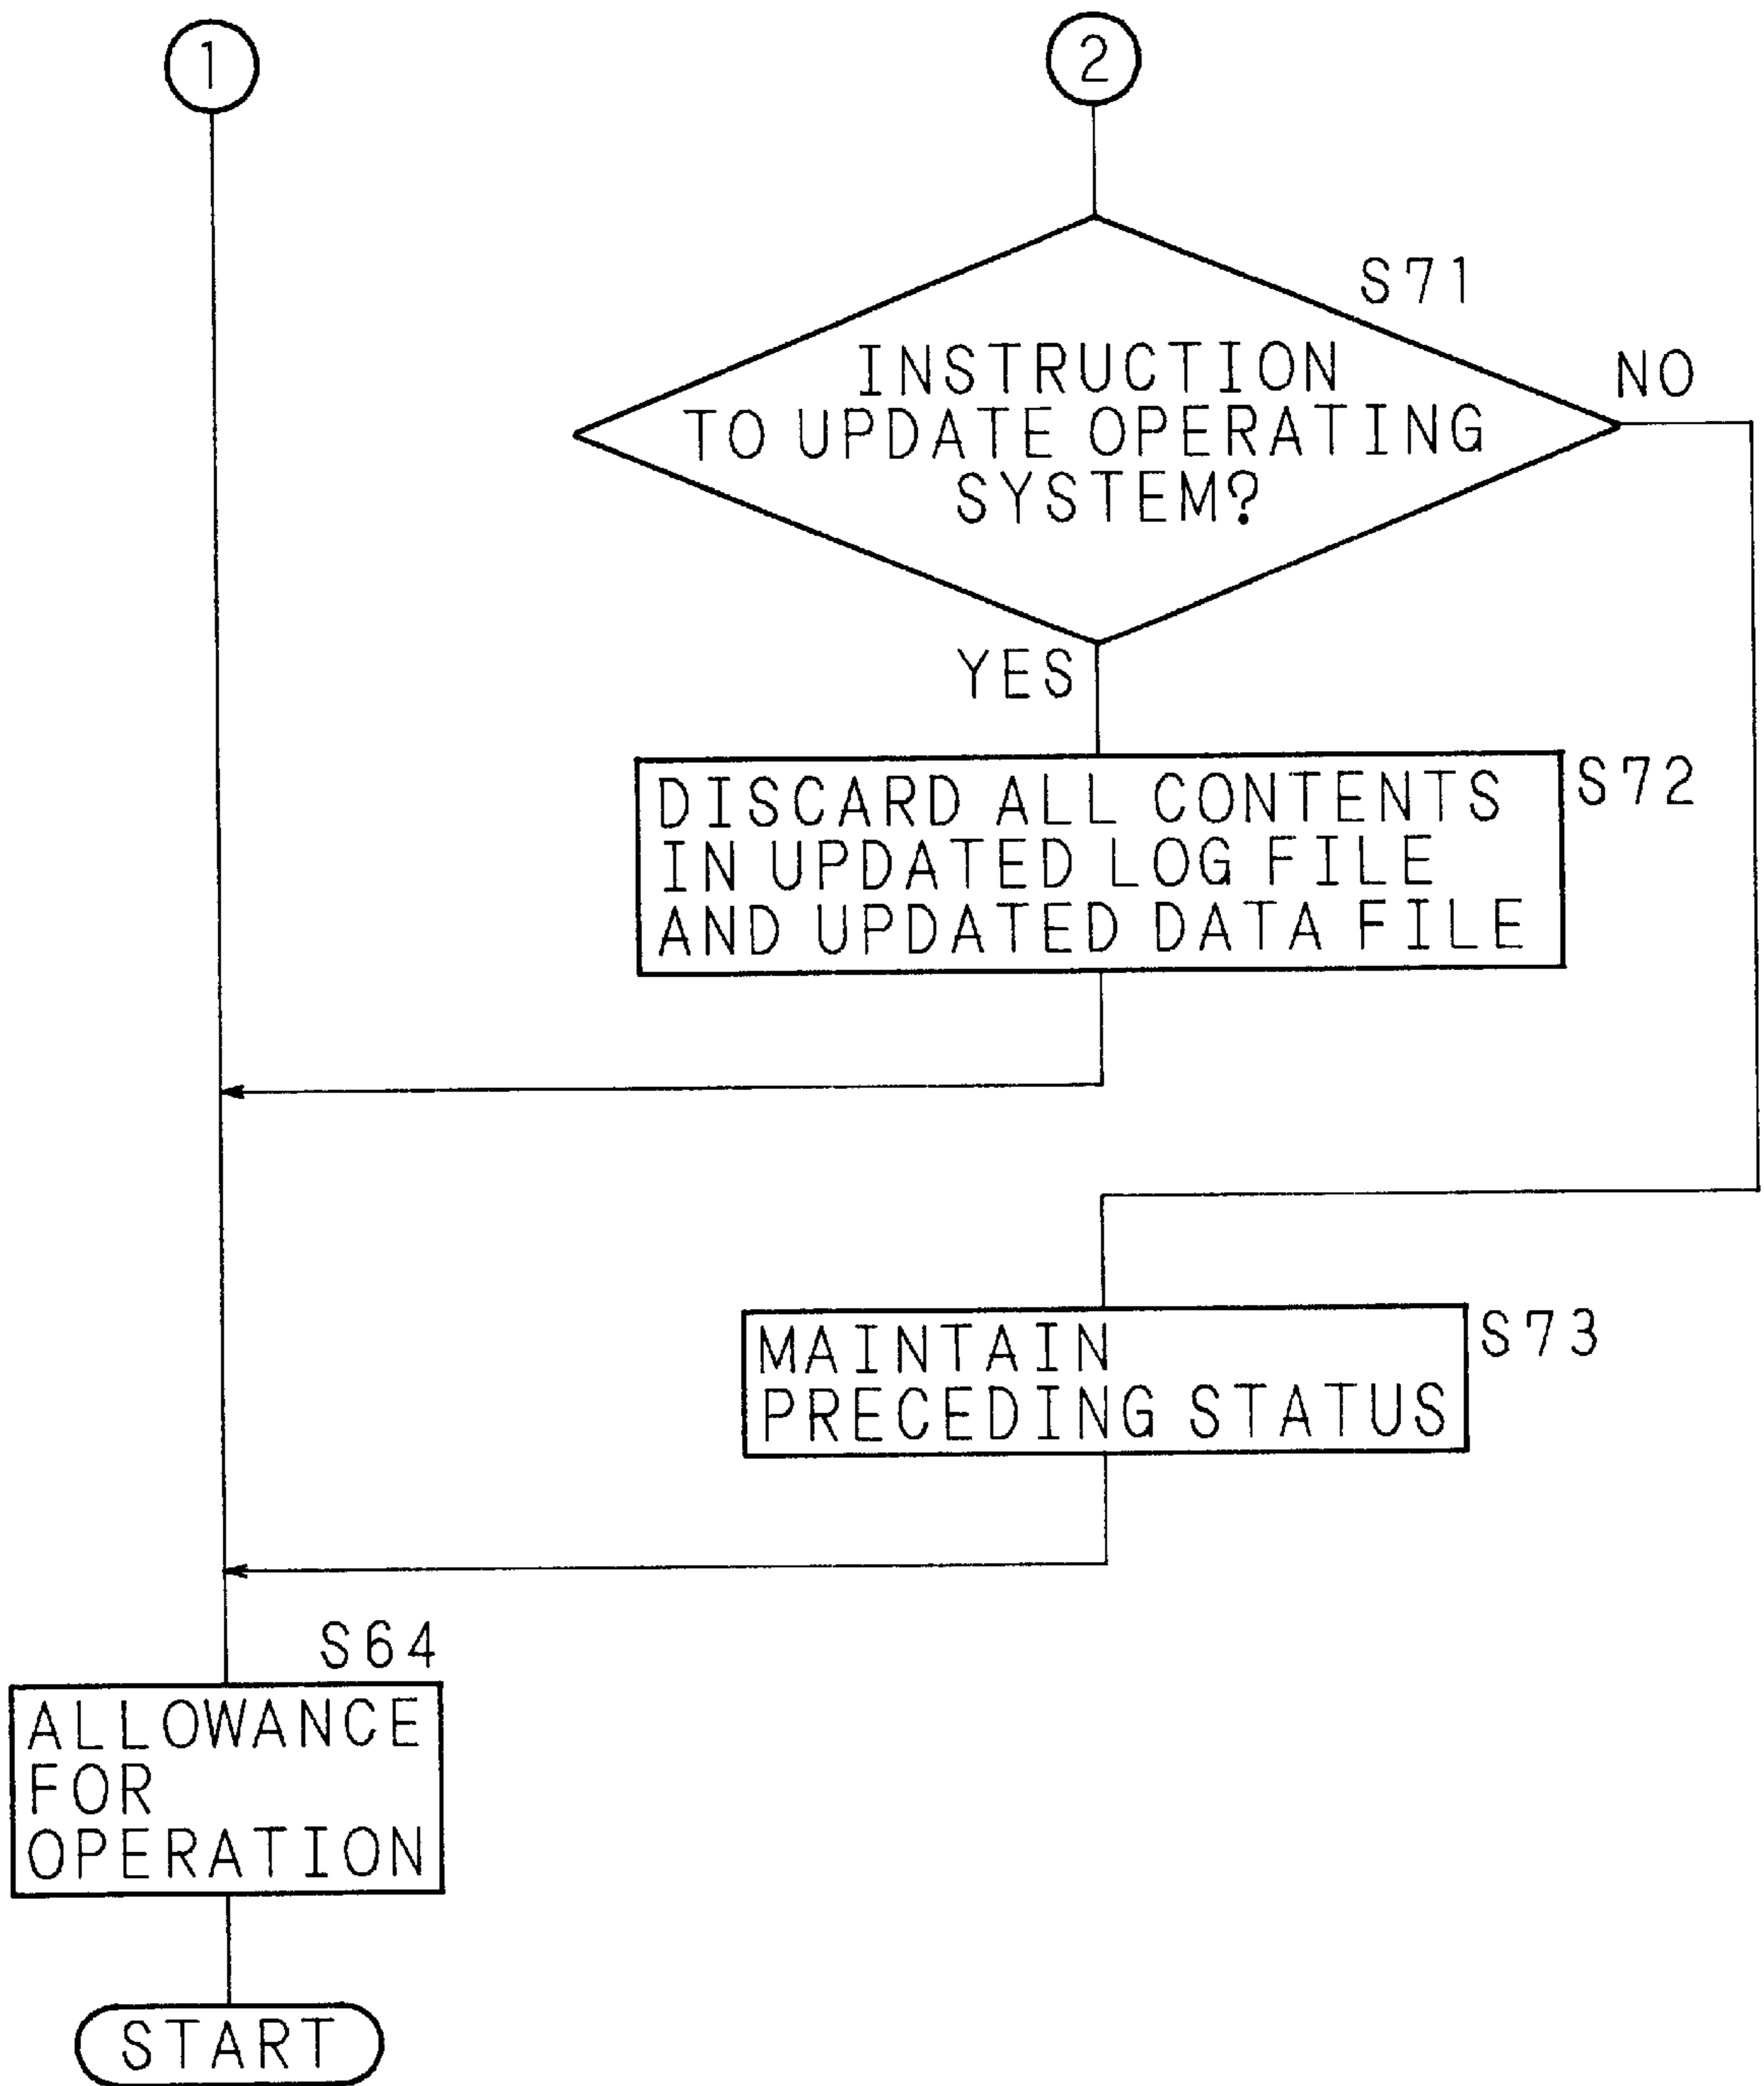 1
2
S71
INSTRUCTION
TO UPDATE OPERATING
SYSTEM?
NO
YES
DISCARD ALL CONTENTS
IN UPDATED LOG FILE
AND UPDATED DATA FILE
S72
MAINTAIN
PRECEDING STATUS
S73
S64
ALLOWANCE
FOR
OPERATION
START